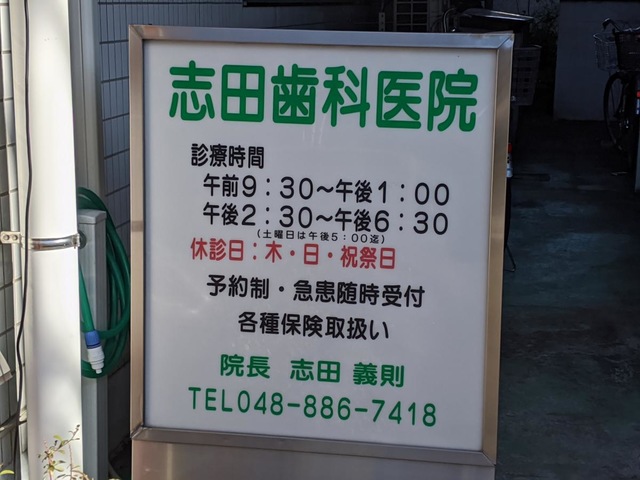 志田歯科医院
診療時間
午前9：30～午後1：00
午後2：30～午後6：30
（土曜日は午後5：00迄）
休診日：木・日・祝祭日
予約制・急患随時受付
各種保険取扱い
院長 志田 義則
TEL048-886-7418